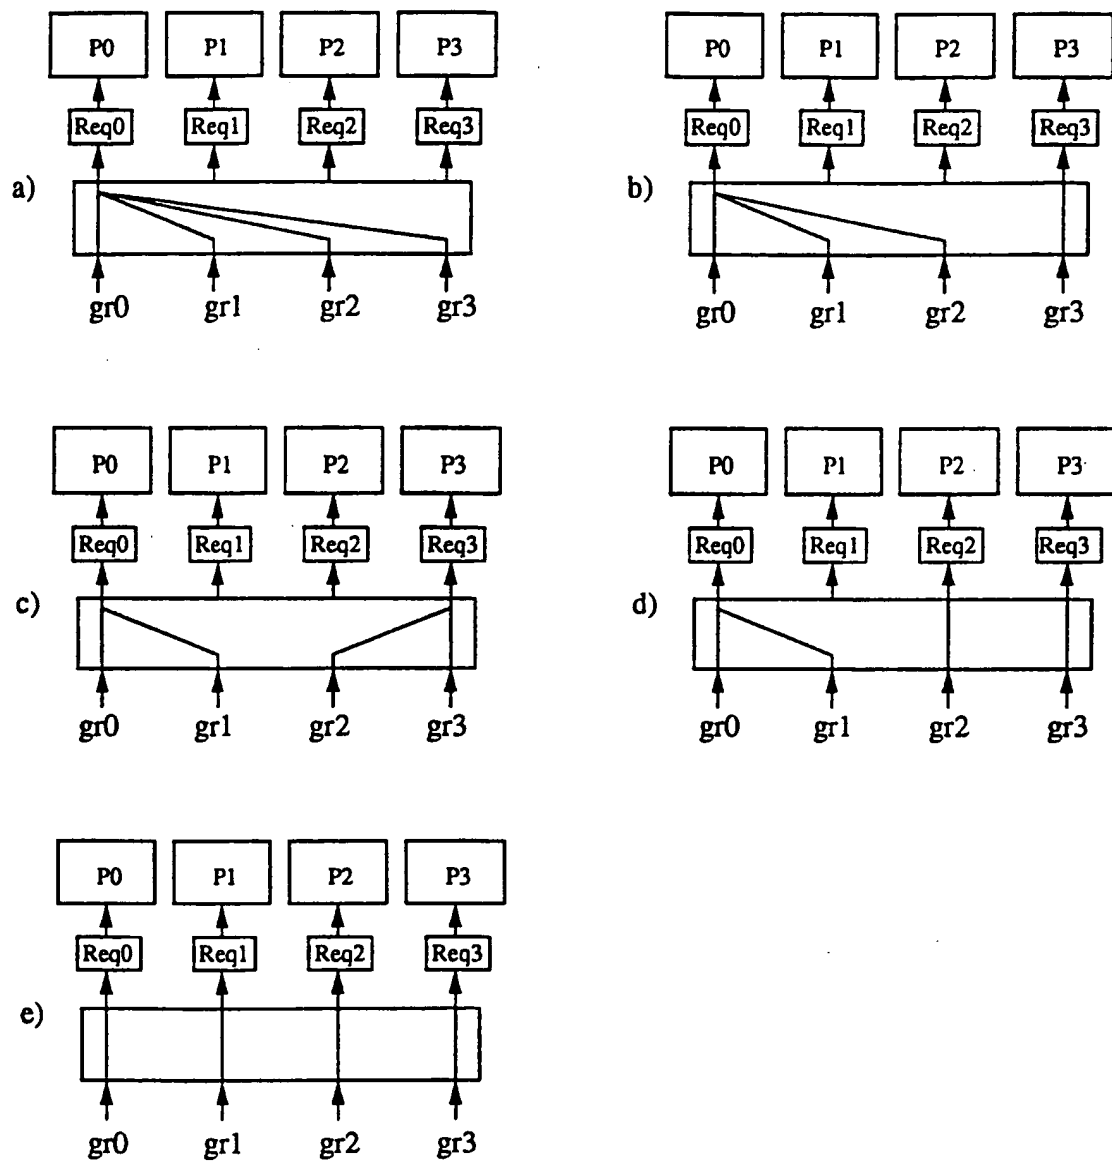 P0 P1 P2 P3
Req0 Req1 Req2 Req3
a)
gr0 gr1 gr2 gr3
P0 P1 P2 P3
Req0 Req1 Req2 Req3
b)
gr0 gr1 gr2 gr3
P0 P1 P2 P3
Req0 Req1 Req2 Req3
c)
gr0 gr1 gr2 gr3
P0 P1 P2 P3
Req0 Req1 Req2 Req3
d)
gr0 gr1 gr2 gr3
P0 P1 P2 P3
Req0 Req1 Req2 Req3
e)
gr0 gr1 gr2 gr3